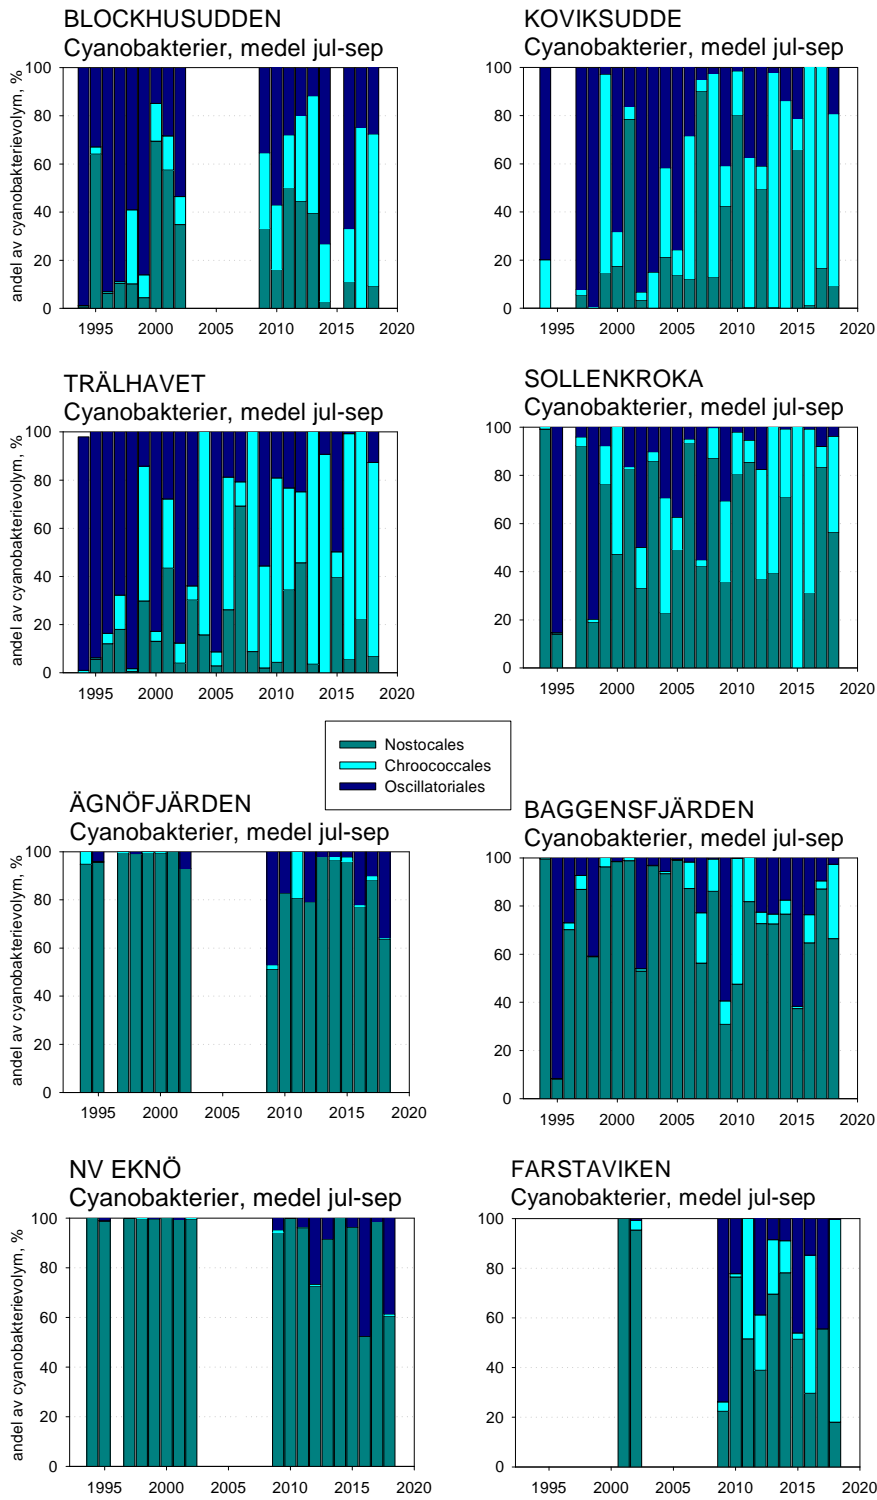 BLOCKHUSUDDEN
Cyanobakterier, medel jul-sep
andel av cyanobakterievolym, %
100
80
60
40
20
0
1995 2000 2005 2010 2015 2020
KOVIKSUDDE
Cyanobakterier, medel jul-sep
100
80
60
40
20
0
1995 2000 2005 2010 2015 2020
TRÄLHAVET
Cyanobakterier, medel jul-sep
andel av cyanobakterievolym, %
100
80
60
40
20
0
1995 2000 2005 2010 2015 2020
SOLLENKROKA
Cyanobakterier, medel jul-sep
100
80
60
40
20
0
1995 2000 2005 2010 2015 2020
Nostocales
Chroococcales
Oscillatoriales
ÄGNÖFJÄRDEN
Cyanobakterier, medel jul-sep
andel av cyanobakterievolym, %
100
80
60
40
20
0
1995 2000 2005 2010 2015 2020
BAGGENSFJÄRDEN
Cyanobakterier, medel jul-sep
100
80
60
40
20
0
1995 2000 2005 2010 2015 2020
NV EKNÖ
Cyanobakterier, medel jul-sep
andel av cyanobakterievolym, %
100
80
60
40
20
0
1995 2000 2005 2010 2015 2020
FARSTAVIKEN
Cyanobakterier, medel jul-sep
100
80
60
40
20
0
1995 2000 2005 2010 2015 2020